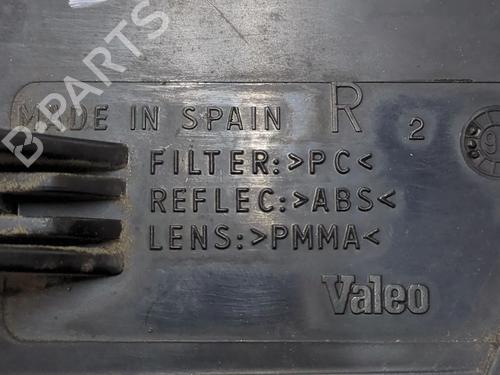 B-PARTS
MADE IN SPAIN R 2
FILTER:>PC<
REFLEC:>ABS<
LENS:>PMMA<
Valeo